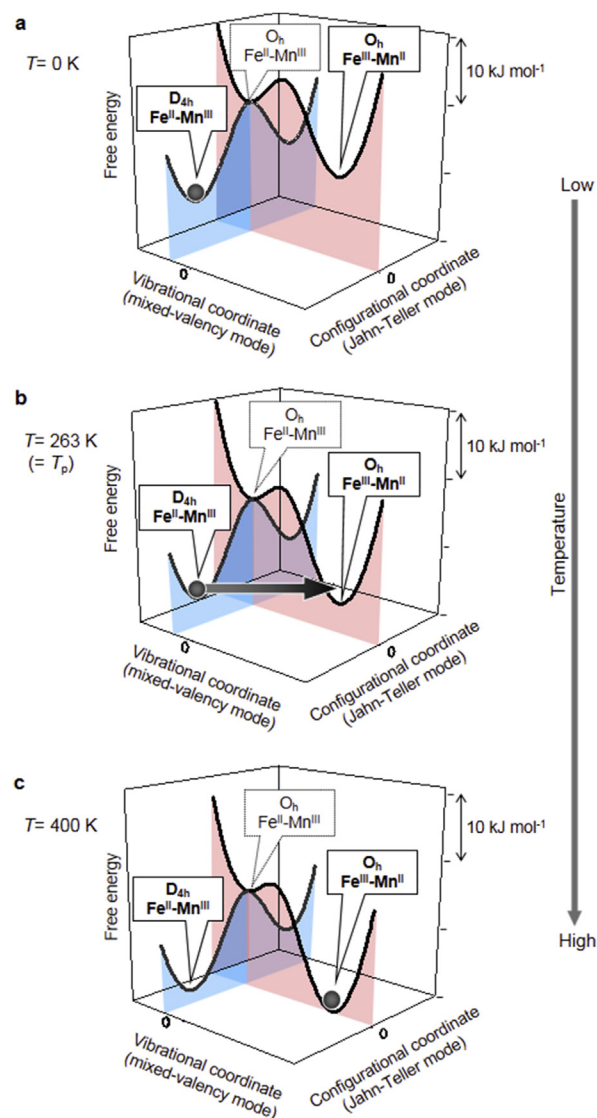 a
T= 0 K
Oh
FeII-MnIII
Oh
FeIII-MnII
D4h
FeII-MnIII
10 kJ mol-1
Free energy
0
0
Vibrational coordinate
(mixed-valency mode)
Configurational coordinate
(Jahn-Teller mode)
Low
b
T= 263 K
(= Tp)
Oh
FeII-MnIII
Oh
FeIII-MnII
D4h
FeII-MnIII
10 kJ mol-1
Free energy
0
0
Vibrational coordinate
(mixed-valency mode)
Configurational coordinate
(Jahn-Teller mode)
Temperature
c
T= 400 K
Oh
FeII-MnIII
Oh
FeIII-MnII
D4h
FeII-MnIII
10 kJ mol-1
Free energy
0
0
Vibrational coordinate
(mixed-valency mode)
Configurational coordinate
(Jahn-Teller mode)
High